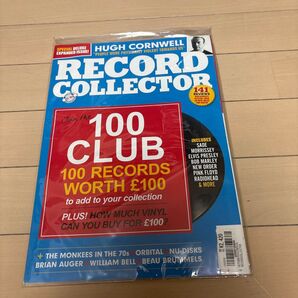 SPECIAL DELUXE
EXPANDED ISSUE!
HUGH CORNWELL
RECORD
COLLECTOR
141
REVIEWS
100
CLUB
100 RECORDS
WORTH £100
to add to your collection
PLUS! HOW MUCH VINYL
CAN YOU BUY FOR £100
INCLUDES
SADE
MORRISSEY
ELVIS PRESLEY
BOB MARLEY
NEW ORDER
PINK FLOYD
RADIOHEAD
& MORE
+ THE MONKEES IN THE 70s · ORBITAL · NU-DISKS
BRIAN AUGER · WILLIAM BELL · BEAU BRUMMELS